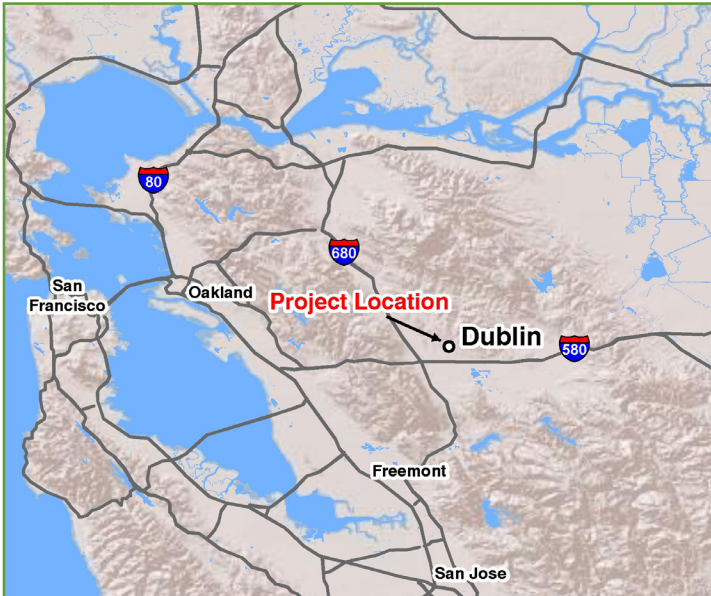 80
680
San
Francisco
Oakland
Project Location
Dublin
580
Freemont
San Jose